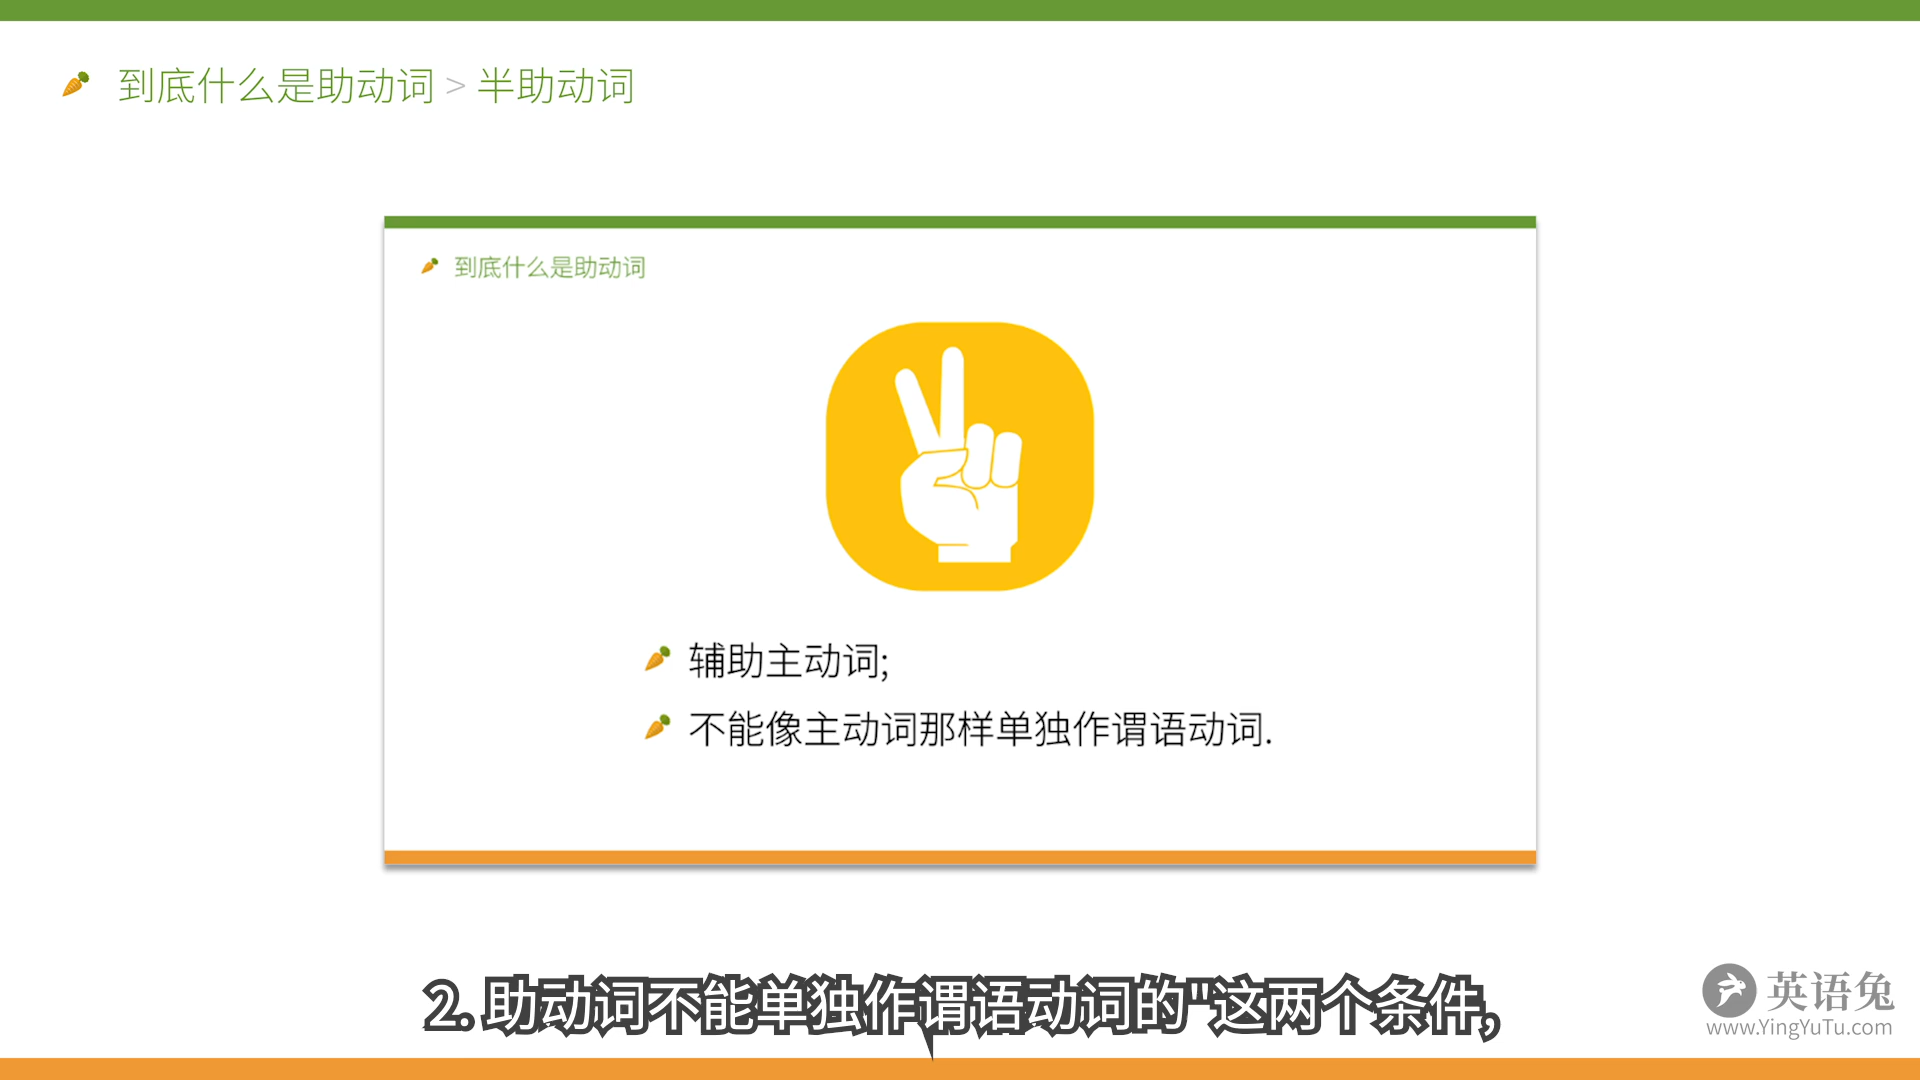 到底什么是助动词 > 半助动词
到底什么是助动词
辅助主动词;
不能像主动词那样单独作谓语动词.
2. 助动词不能单独作谓语动词的"这两个条件,
英语兔
www.YingYuTu.com